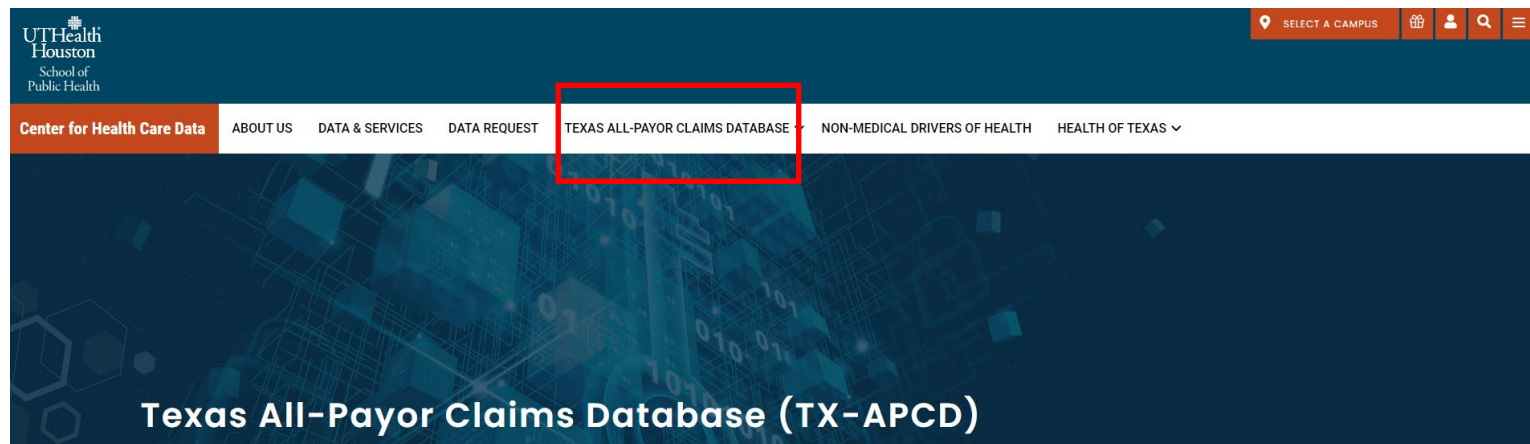 UTHealth
Houston
School of
Public Health
SELECT A CAMPUS
Center for Health Care Data
ABOUT US
DATA & SERVICES
DATA REQUEST
TEXAS ALL-PAYOR CLAIMS DATABASE
NON-MEDICAL DRIVERS OF HEALTH
HEALTH OF TEXAS
Texas All-Payor Claims Database (TX-APCD)